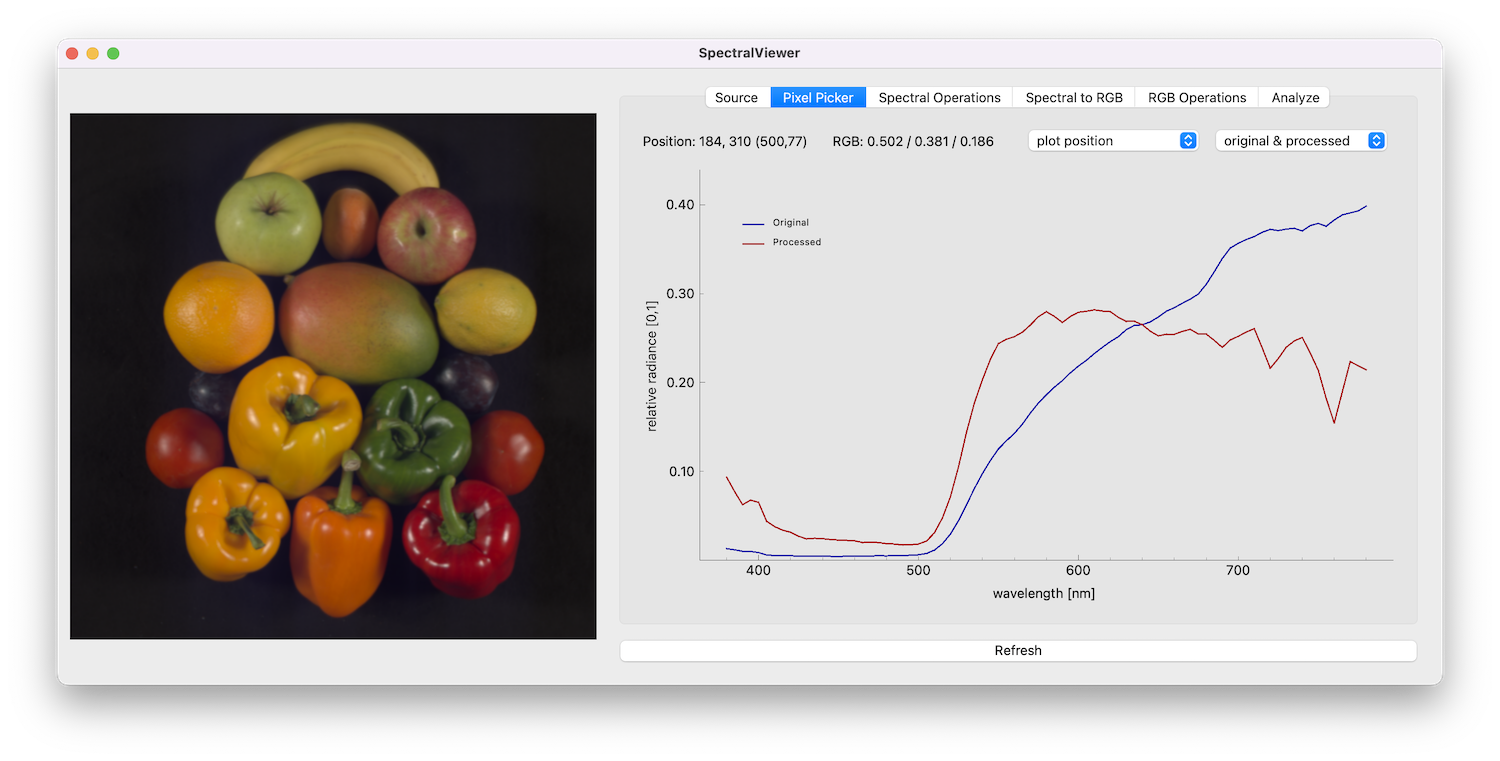 SpectralViewer
Source Pixel Picker Spectral Operations Spectral to RGB RGB Operations Analyze
Position: 184, 310 (500,77) RGB: 0.502 / 0.381 / 0.186 plot position original & processed
0.40
Original
Processed
0.30
relative radiance [0,1]
0.20
0.10
400 500 600 700
wavelength [nm]
Refresh